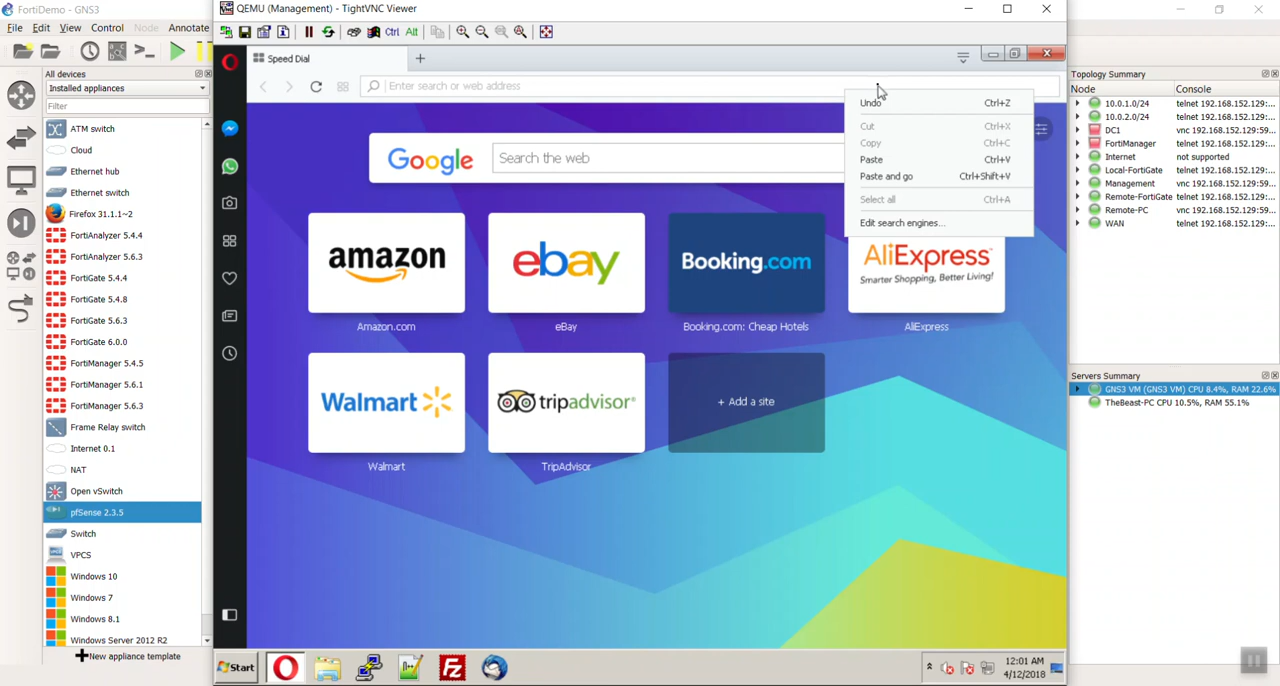 FortiDemo - GNS3
File Edit View Control Node Annotate
All devices
Installed appliances
Filter
ATM switch
Cloud
Ethernet hub
Ethernet switch
Firefox 31.1.1~2
FortiAnalyzer 5.4.4
FortiAnalyzer 5.6.3
FortiGate 5.4.4
FortiGate 5.4.8
FortiGate 5.6.3
FortiGate 6.0.0
FortiManager 5.4.5
FortiManager 5.6.1
FortiManager 5.6.3
Frame Relay switch
Internet 0.1
NAT
Open vSwitch
pfSense 2.3.5
Switch
VPCS
Windows 10
Windows 7
Windows 8.1
Windows Server 2012 R2
New appliance template
QEMU (Management) - TightVNC Viewer
Ctrl Alt
Speed Dial
Enter search or web address
Google
Search the web
Undo Ctrl+Z
Cut Ctrl+X
Copy Ctrl+C
Paste Ctrl+V
Paste and go Ctrl+Shift+V
Select all Ctrl+A
Edit search engines...
amazon
Amazon.com
ebay
eBay
Booking.com
Booking.com: Cheap Hotels
AliExpress
Smarter Shopping, Better Living!
AliExpress
Walmart
Walmart
tripadvisor
TripAdvisor
+ Add a site
Start
12:01 AM
4/12/2018
Topology Summary
Node Console
10.0.1.0/24 telnet 192.168.152.129:...
10.0.2.0/24 telnet 192.168.152.129:...
DC1 vnc 192.168.152.129:59...
FortiManager telnet 192.168.152.129:...
Internet not supported
Local-FortiGate telnet 192.168.152.129:...
Management vnc 192.168.152.129:59...
Remote-FortiGate telnet 192.168.152.129:...
Remote-PC vnc 192.168.152.129:59...
WAN telnet 192.168.152.129:...
Servers Summary
GNS3 VM (GNS3 VM) CPU 8.4%, RAM 22.6%
TheBeast-PC CPU 10.5%, RAM 55.1%